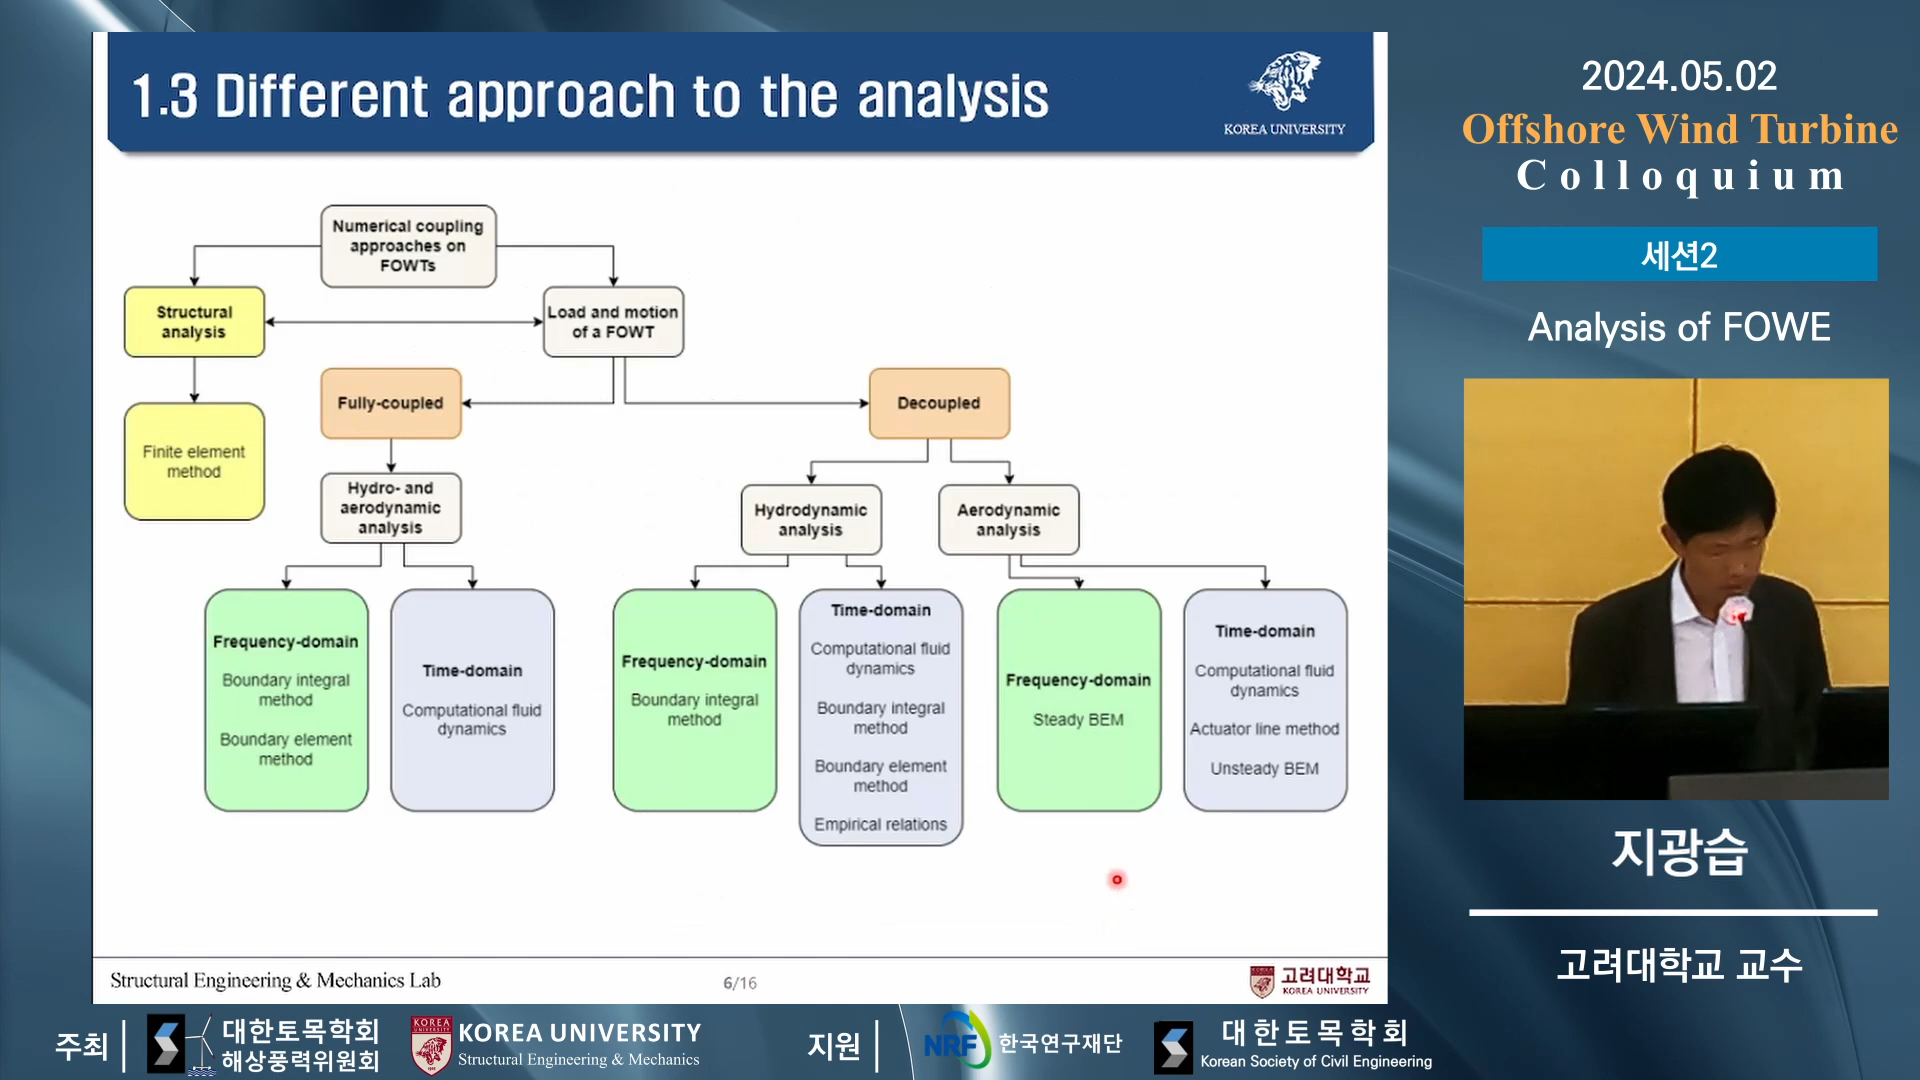 1.3 Different approach to the analysis
KOREA UNIVERSITY
Numerical coupling
approaches on
FOWTs
Structural
analysis
Load and motion
of a FOWT
Finite element
method
Fully-coupled
Decoupled
Hydro- and
aerodynamic
analysis
Hydrodynamic
analysis
Aerodynamic
analysis
Frequency-domain
Boundary integral
method
Boundary element
method
Time-domain
Computational fluid
dynamics
Frequency-domain
Boundary integral
method
Time-domain
Computational fluid
dynamics
Boundary integral
method
Boundary element
method
Empirical relations
Frequency-domain
Steady BEM
Time-domain
Computational fluid
dynamics
Actuator line method
Unsteady BEM
Structural Engineering & Mechanics Lab
6/16
고려대학교
KOREA UNIVERSITY
2024.05.02
Offshore Wind Turbine
Colloquium
세션2
Analysis of FOWE
지광습
고려대학교 교수
주최
대한토목학회
해상풍력위원회
KOREA
KOREA UNIVERSITY
Structural Engineering & Mechanics
지원
NRF
한국연구재단
대한토목학회
Korean Society of Civil Engineering